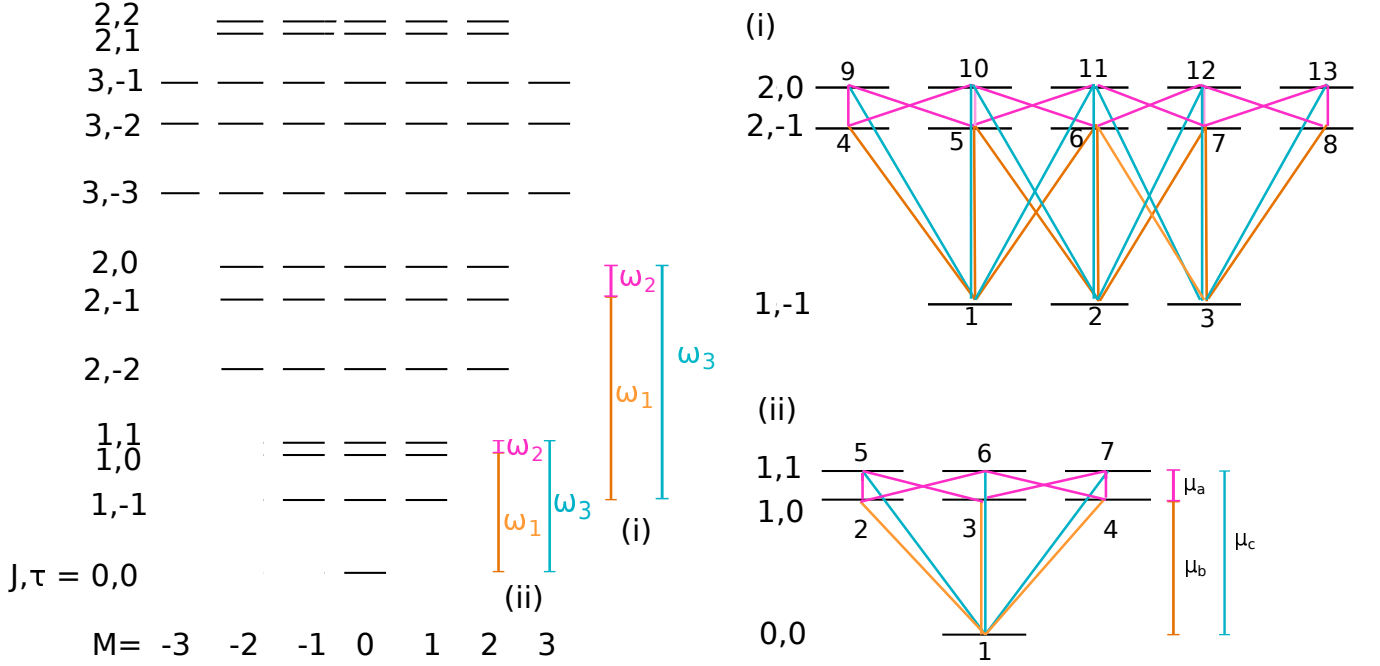 2,2
2,1
3,-1
3,-2
3,-3
2,0
2,-1
2,-2
1,1
1,0
1,-1
J,τ = 0,0
M= -3 -2 -1 0 1 2 3
ω2
ω1
ω3
(ii)
ω2
ω1
ω3
(i)
(i)
9 10 11 12 13
2,0
2,-1
4 5 6 7 8
1,-1
1 2 3
(ii)
5 6 7
1,1
1,0
2 3 4
0,0
1
μa
μb
μc